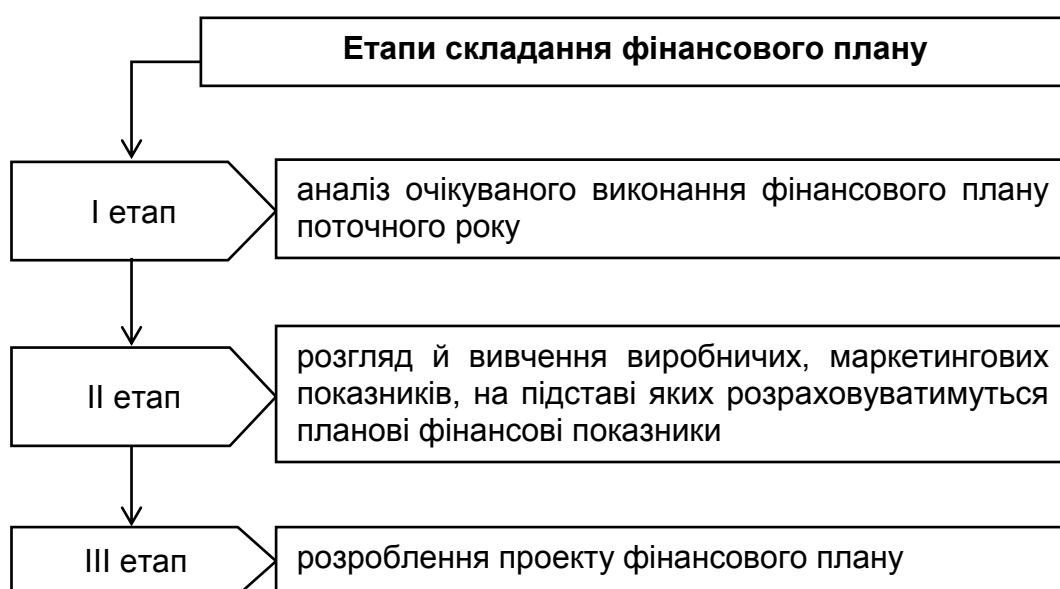 Етапи складання фінансового плану
І етап
аналіз очікуваного виконання фінансового плану
поточного року
ІІ етап
розгляд й вивчення виробничих, маркетингових
показників, на підставі яких розраховуватимуться
планові фінансові показники
ІІІ етап
розроблення проекту фінансового плану